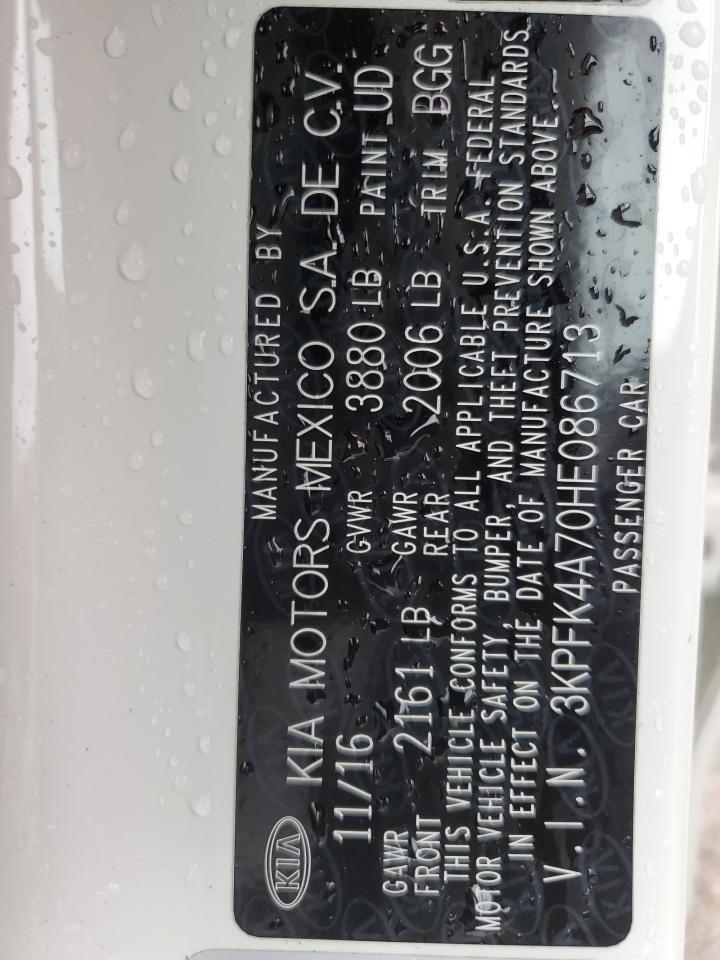 MANUFACTURED BY
KIA KIA MOTORS MEXICO S.A. DE C.V.
11/16 GVWR 3880 LB PAINT UD
GAWR FRONT 2161 LB GAWR REAR 2006 LB TRIM BGG
THIS VEHICLE CONFORMS TO ALL APPLICABLE U.S.A. FEDERAL
MOTOR VEHICLE SAFETY, BUMPER, AND THEFT PREVENTION STANDARDS
IN EFFECT ON THE DATE OF MANUFACTURE SHOWN ABOVE.
V.I.N. 3KPFK4A70HE086713
PASSENGER CAR